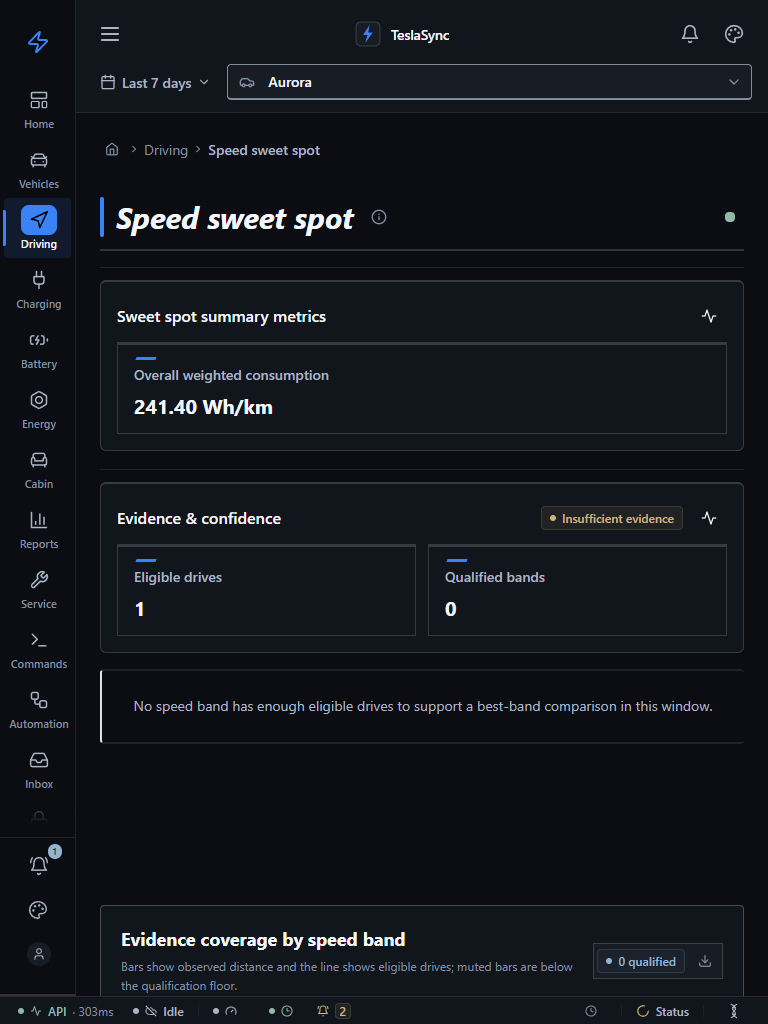 TeslaSync
Last 7 days
Aurora
Home
Vehicles
Driving
Charging
Battery
Energy
Cabin
Reports
Service
Commands
Automation
Inbox
1
Driving
Speed sweet spot
Speed sweet spot
Sweet spot summary metrics
Overall weighted consumption
241.40 Wh/km
Evidence & confidence
Insufficient evidence
Eligible drives
1
Qualified bands
0
No speed band has enough eligible drives to support a best-band comparison in this window.
Evidence coverage by speed band
Bars show observed distance and the line shows eligible drives; muted bars are below
the qualification floor.
0 qualified
API · 303ms
Idle
2
Status